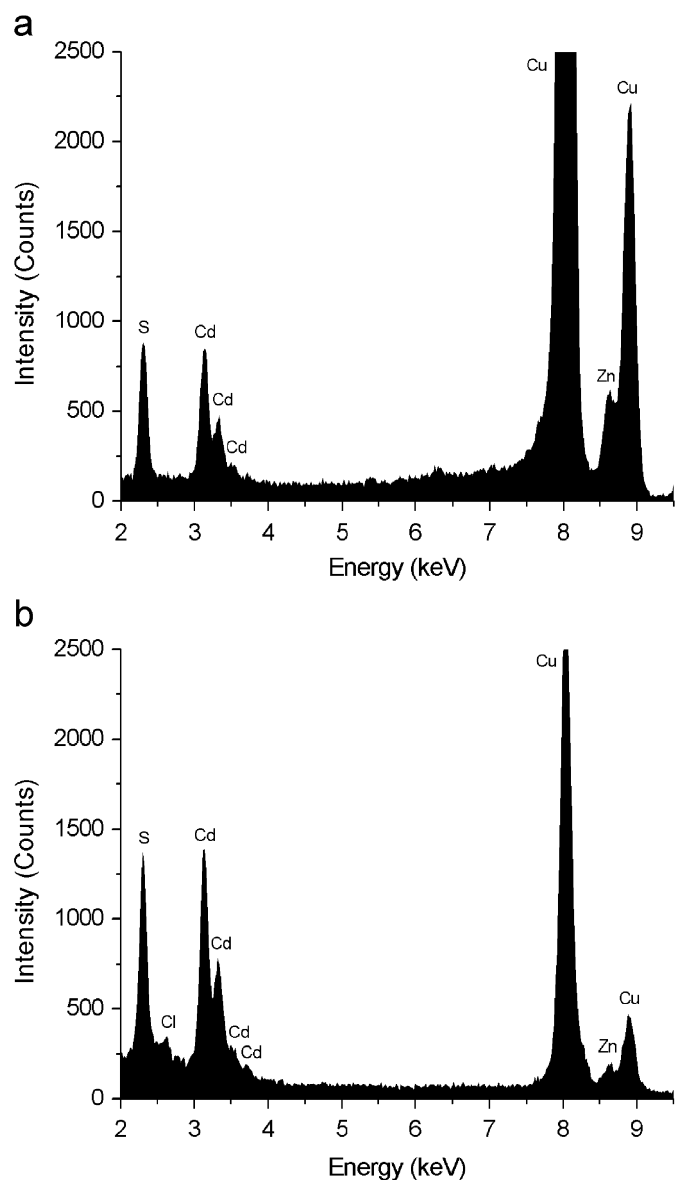 a
2500
2000
1500
1000
500
0
Intensity (Counts)
S
Cd
Cd
Cd
Cu
Zn
Cu
2 3 4 5 6 7 8 9
Energy (keV)
b
2500
2000
1500
1000
500
0
Intensity (Counts)
S
Cl
Cd
Cd
Cd
Cd
Cu
Zn
Cu
2 3 4 5 6 7 8 9
Energy (keV)